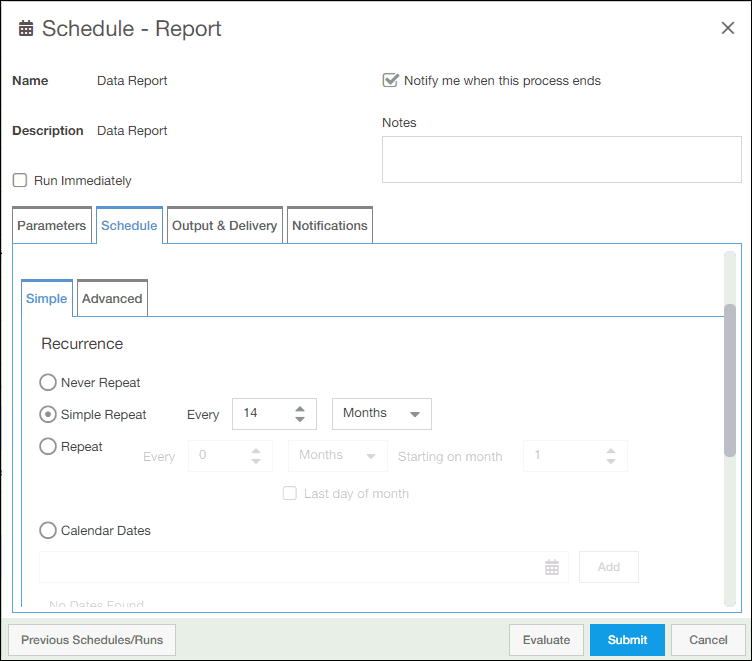 Schedule - Report
Name Data Report
Notify me when this process ends
Description Data Report
Notes
Run Immediately
Parameters Schedule Output & Delivery Notifications
Simple Advanced
Recurrence
Never Repeat
Simple Repeat Every 14 Months
Repeat Every 0 Months Starting on month 1
Last day of month
Calendar Dates
Add
No Dates Found
Previous Schedules/Runs Evaluate Submit Cancel